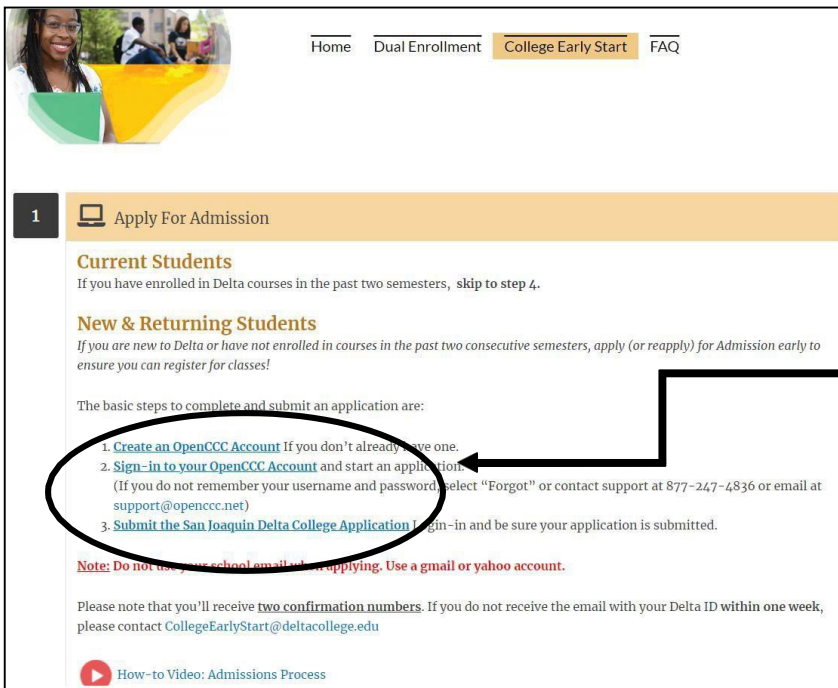 Home Dual Enrollment College Early Start FAQ
1 Apply For Admission
Current Students
If you have enrolled in Delta courses in the past two semesters, skip to step 4.
New & Returning Students
If you are new to Delta or have not enrolled in courses in the past two consecutive semesters, apply (or reapply) for Admission early to
ensure you can register for classes!
The basic steps to complete and submit an application are:
1. Create an OpenCCC Account If you don't already have one.
2. Sign-in to your OpenCCC Account and start an application.
(If you do not remember your username and password, select "Forgot" or contact support at 877-247-4836 or email at
support@openccc.net)
3. Submit the San Joaquin Delta College Application Login-in and be sure your application is submitted.
Note: Do not use your school email when applying. Use a gmail or yahoo account.
Please note that you'll receive two confirmation numbers. If you do not receive the email with your Delta ID within one week,
please contact CollegeEarlyStart@deltacollege.edu
How-to Video: Admissions Process